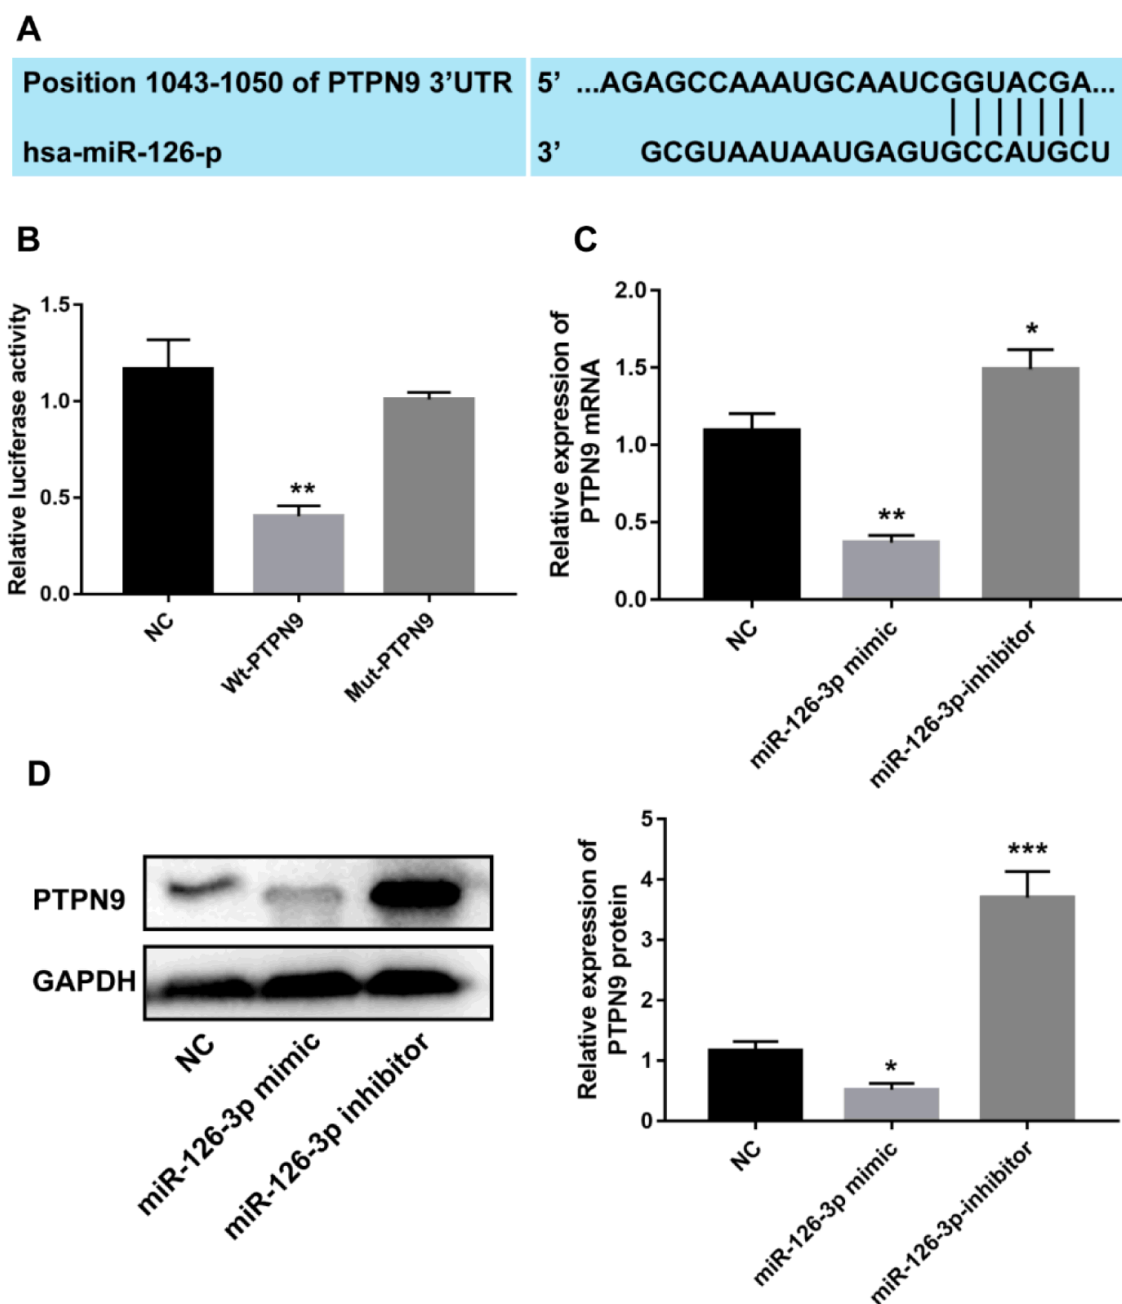 A
Position 1043-1050 of PTPN9 3'UTR 5' ...AGAGCCAAAUGCAAUCGGUACGA...
hsa-miR-126-p 3' GCGUAAUAAUGAGUGCCAUGCU
B
Relative luciferase activity
1.5
1.0
0.5
0.0
**
NC
Wt-PTPN9
Mut-PTPN9
C
Relative expression of
PTPN9 mRNA
2.0
1.5
1.0
0.5
0.0
**
*
NC
miR-126-3p mimic
miR-126-3p-inhibitor
D
PTPN9
GAPDH
NC
miR-126-3p mimic
miR-126-3p inhibitor
Relative expression of
PTPN9 protein
5
4
3
2
1
0
*
***
NC
miR-126-3p mimic
miR-126-3p-inhibitor